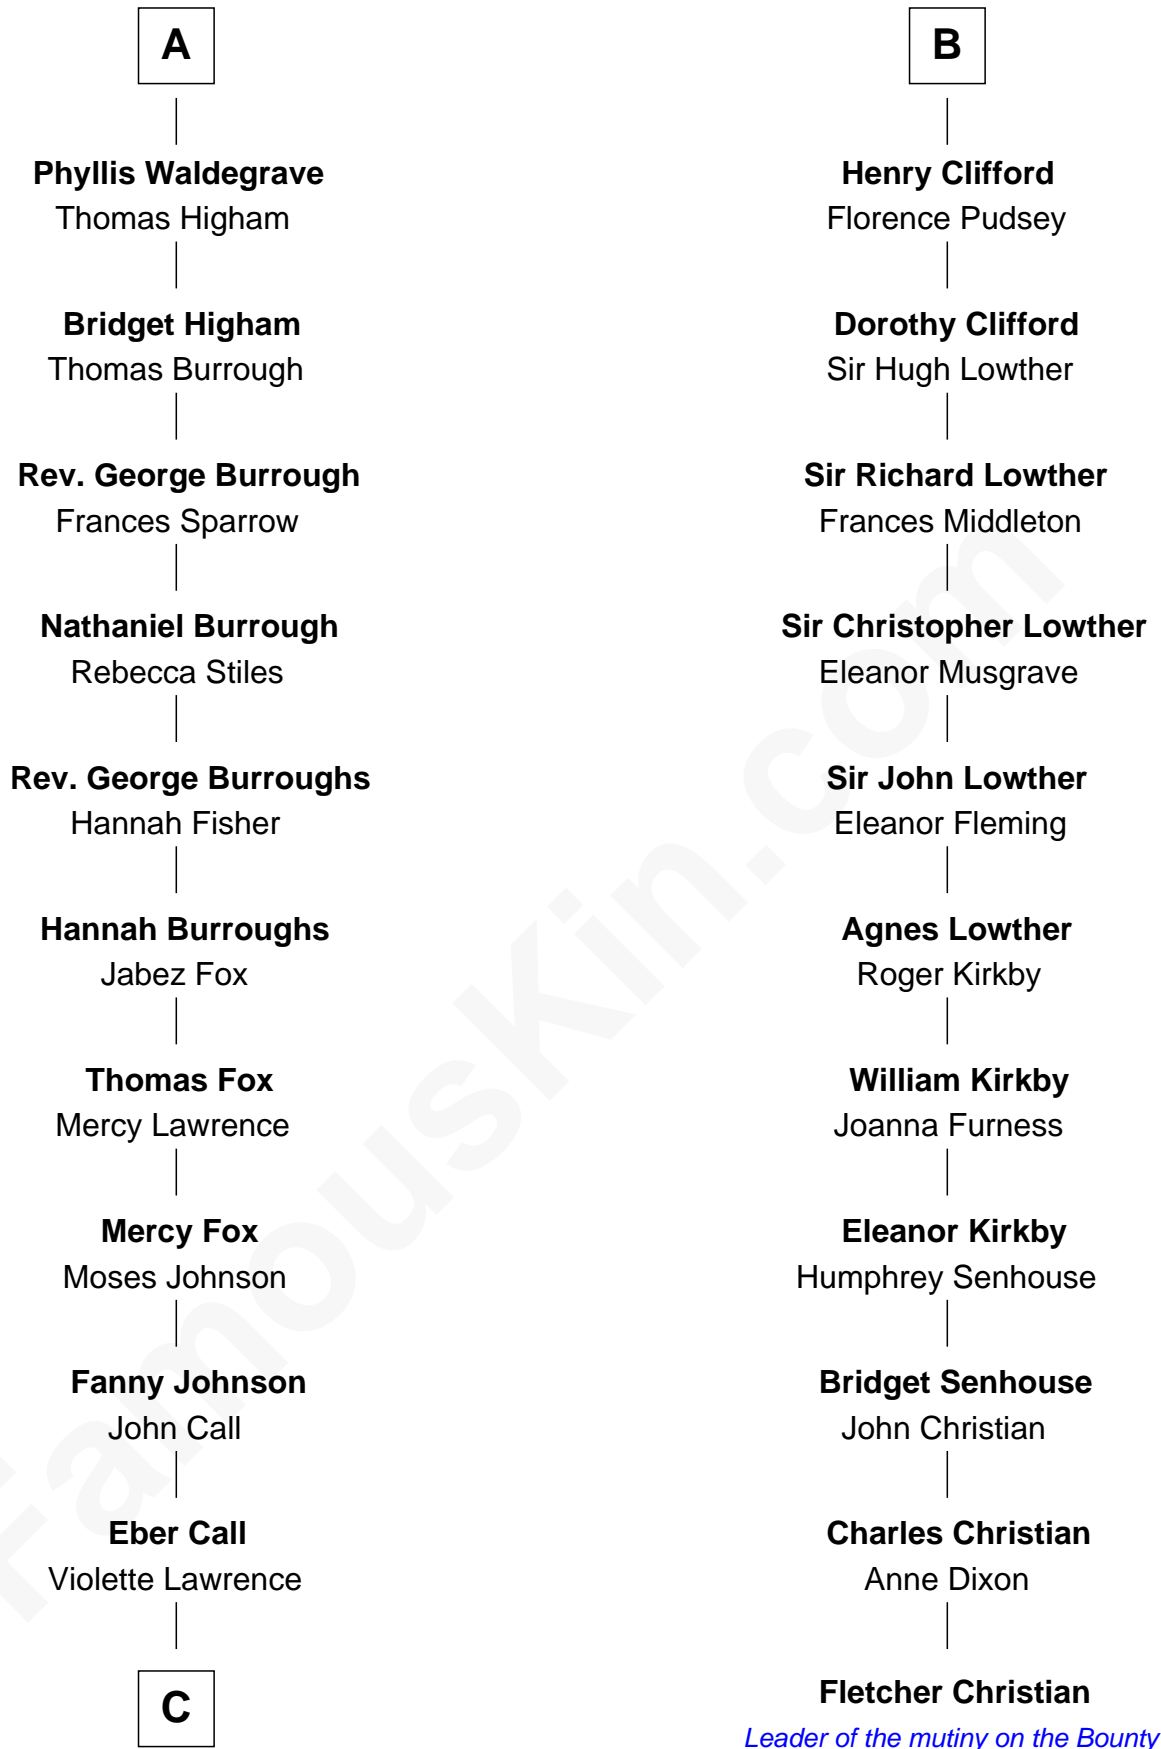 A
Phyllis Waldegrave
Thomas Higham
Bridget Higham
Thomas Burrough
Rev. George Burrough
Frances Sparrow
Nathaniel Burrough
Rebecca Stiles
Rev. George Burroughs
Hannah Fisher
Hannah Burroughs
Jabez Fox
Thomas Fox
Mercy Lawrence
Mercy Fox
Moses Johnson
Fanny Johnson
John Call
Eber Call
Violette Lawrence
C
B
Henry Clifford
Florence Pudsey
Dorothy Clifford
Sir Hugh Lowther
Sir Richard Lowther
Frances Middleton
Sir Christopher Lowther
Eleanor Musgrave
Sir John Lowther
Eleanor Fleming
Agnes Lowther
Roger Kirkby
William Kirkby
Joanna Furness
Eleanor Kirkby
Humphrey Senhouse
Bridget Senhouse
John Christian
Charles Christian
Anne Dixon
Fletcher Christian
Leader of the mutiny on the Bounty
FamousKin.com